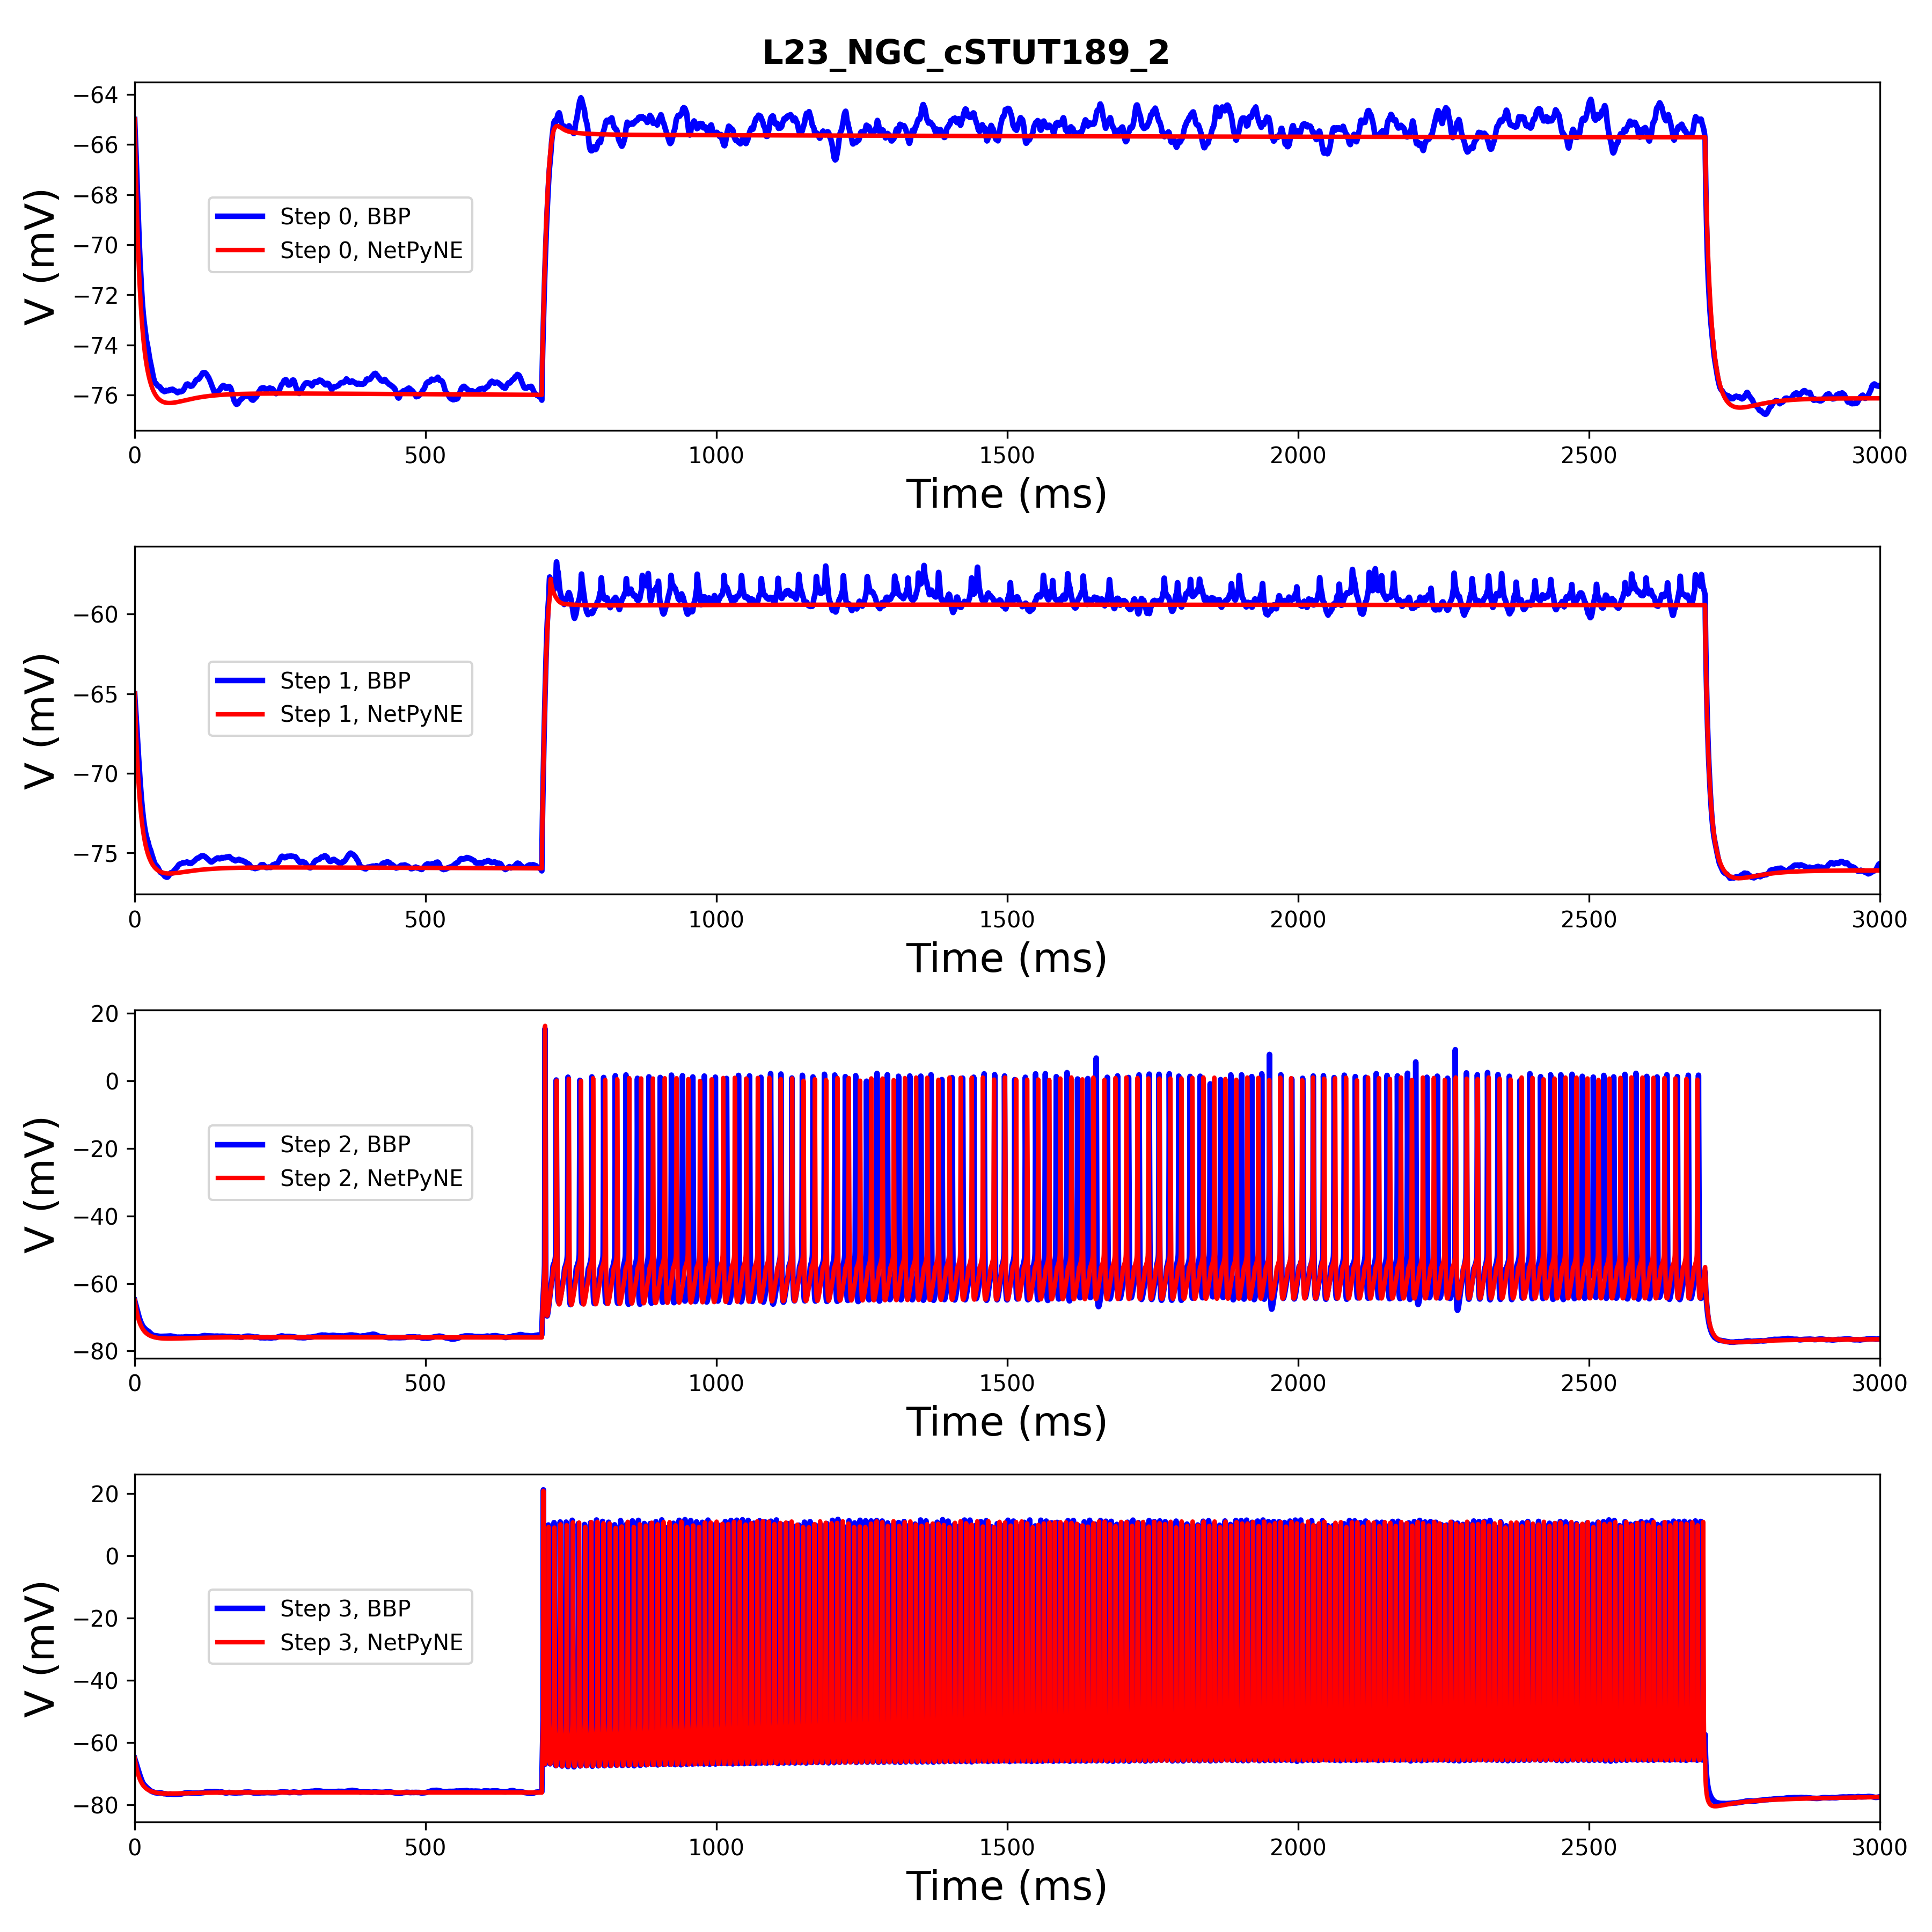 L23_NGC_cSTUT189_2
V (mV)
−64
−66
−68
−70
−72
−74
−76
Step 0, BBP
Step 0, NetPyNE
0 500 1000 1500 2000 2500 3000
Time (ms)
V (mV)
−60
−65
−70
−75
Step 1, BBP
Step 1, NetPyNE
0 500 1000 1500 2000 2500 3000
Time (ms)
V (mV)
20
0
−20
−40
−60
−80
Step 2, BBP
Step 2, NetPyNE
0 500 1000 1500 2000 2500 3000
Time (ms)
V (mV)
20
0
−20
−40
−60
−80
Step 3, BBP
Step 3, NetPyNE
0 500 1000 1500 2000 2500 3000
Time (ms)